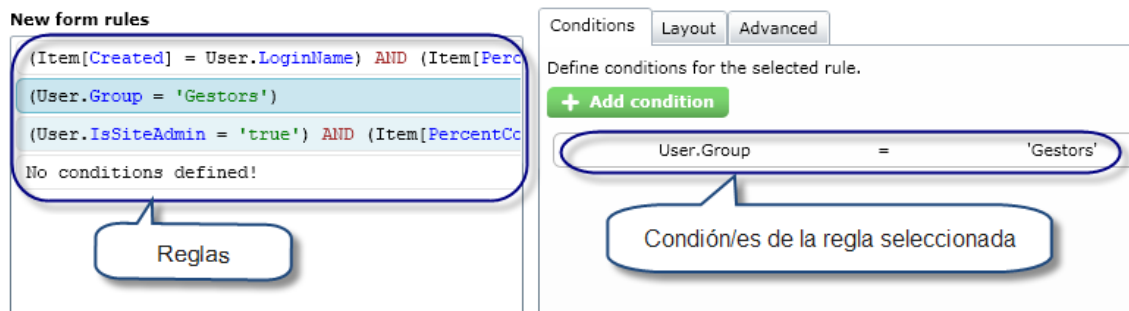 New form rules
(Item[Created] = User.LoginName) AND (Item[Perc
(User.Group = 'Gestors')
(User.IsSiteAdmin = 'true') AND (Item[PercentCo
No conditions defined!
Reglas
Conditions Layout Advanced
Define conditions for the selected rule.
+ Add condition
User.Group = 'Gestors'
Condión/es de la regla seleccionada